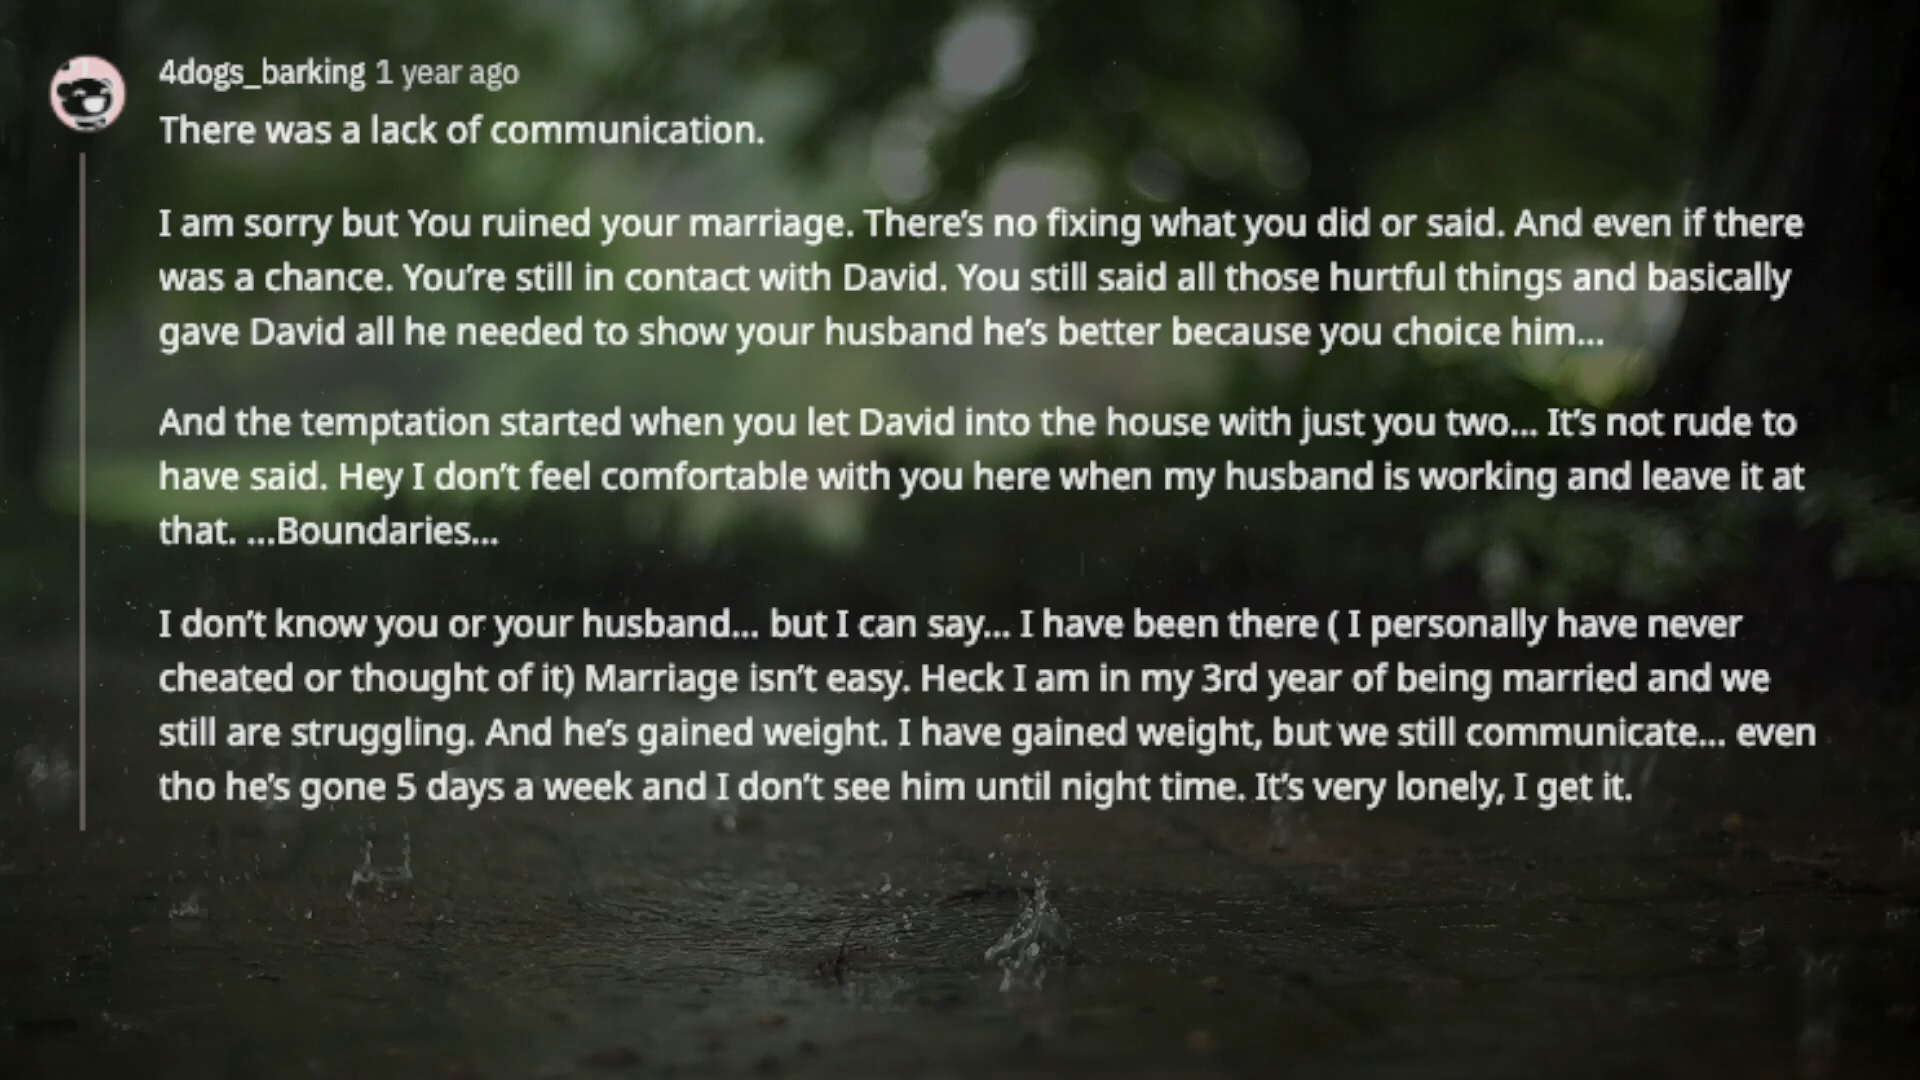 4dogs_barking 1 year ago
There was a lack of communication.
I am sorry but You ruined your marriage. There’s no fixing what you did or said. And even if there
was a chance. You’re still in contact with David. You still said all those hurtful things and basically
gave David all he needed to show your husband he’s better because you choice him...
And the temptation started when you let David into the house with just you two... It’s not rude to
have said. Hey I don’t feel comfortable with you here when my husband is working and leave it at
that. ...Boundaries...
I don’t know you or your husband... but I can say... I have been there ( I personally have never
cheated or thought of it) Marriage isn’t easy. Heck I am in my 3rd year of being married and we
still are struggling. And he’s gained weight. I have gained weight, but we still communicate... even
tho he’s gone 5 days a week and I don’t see him until night time. It’s very lonely, I get it.